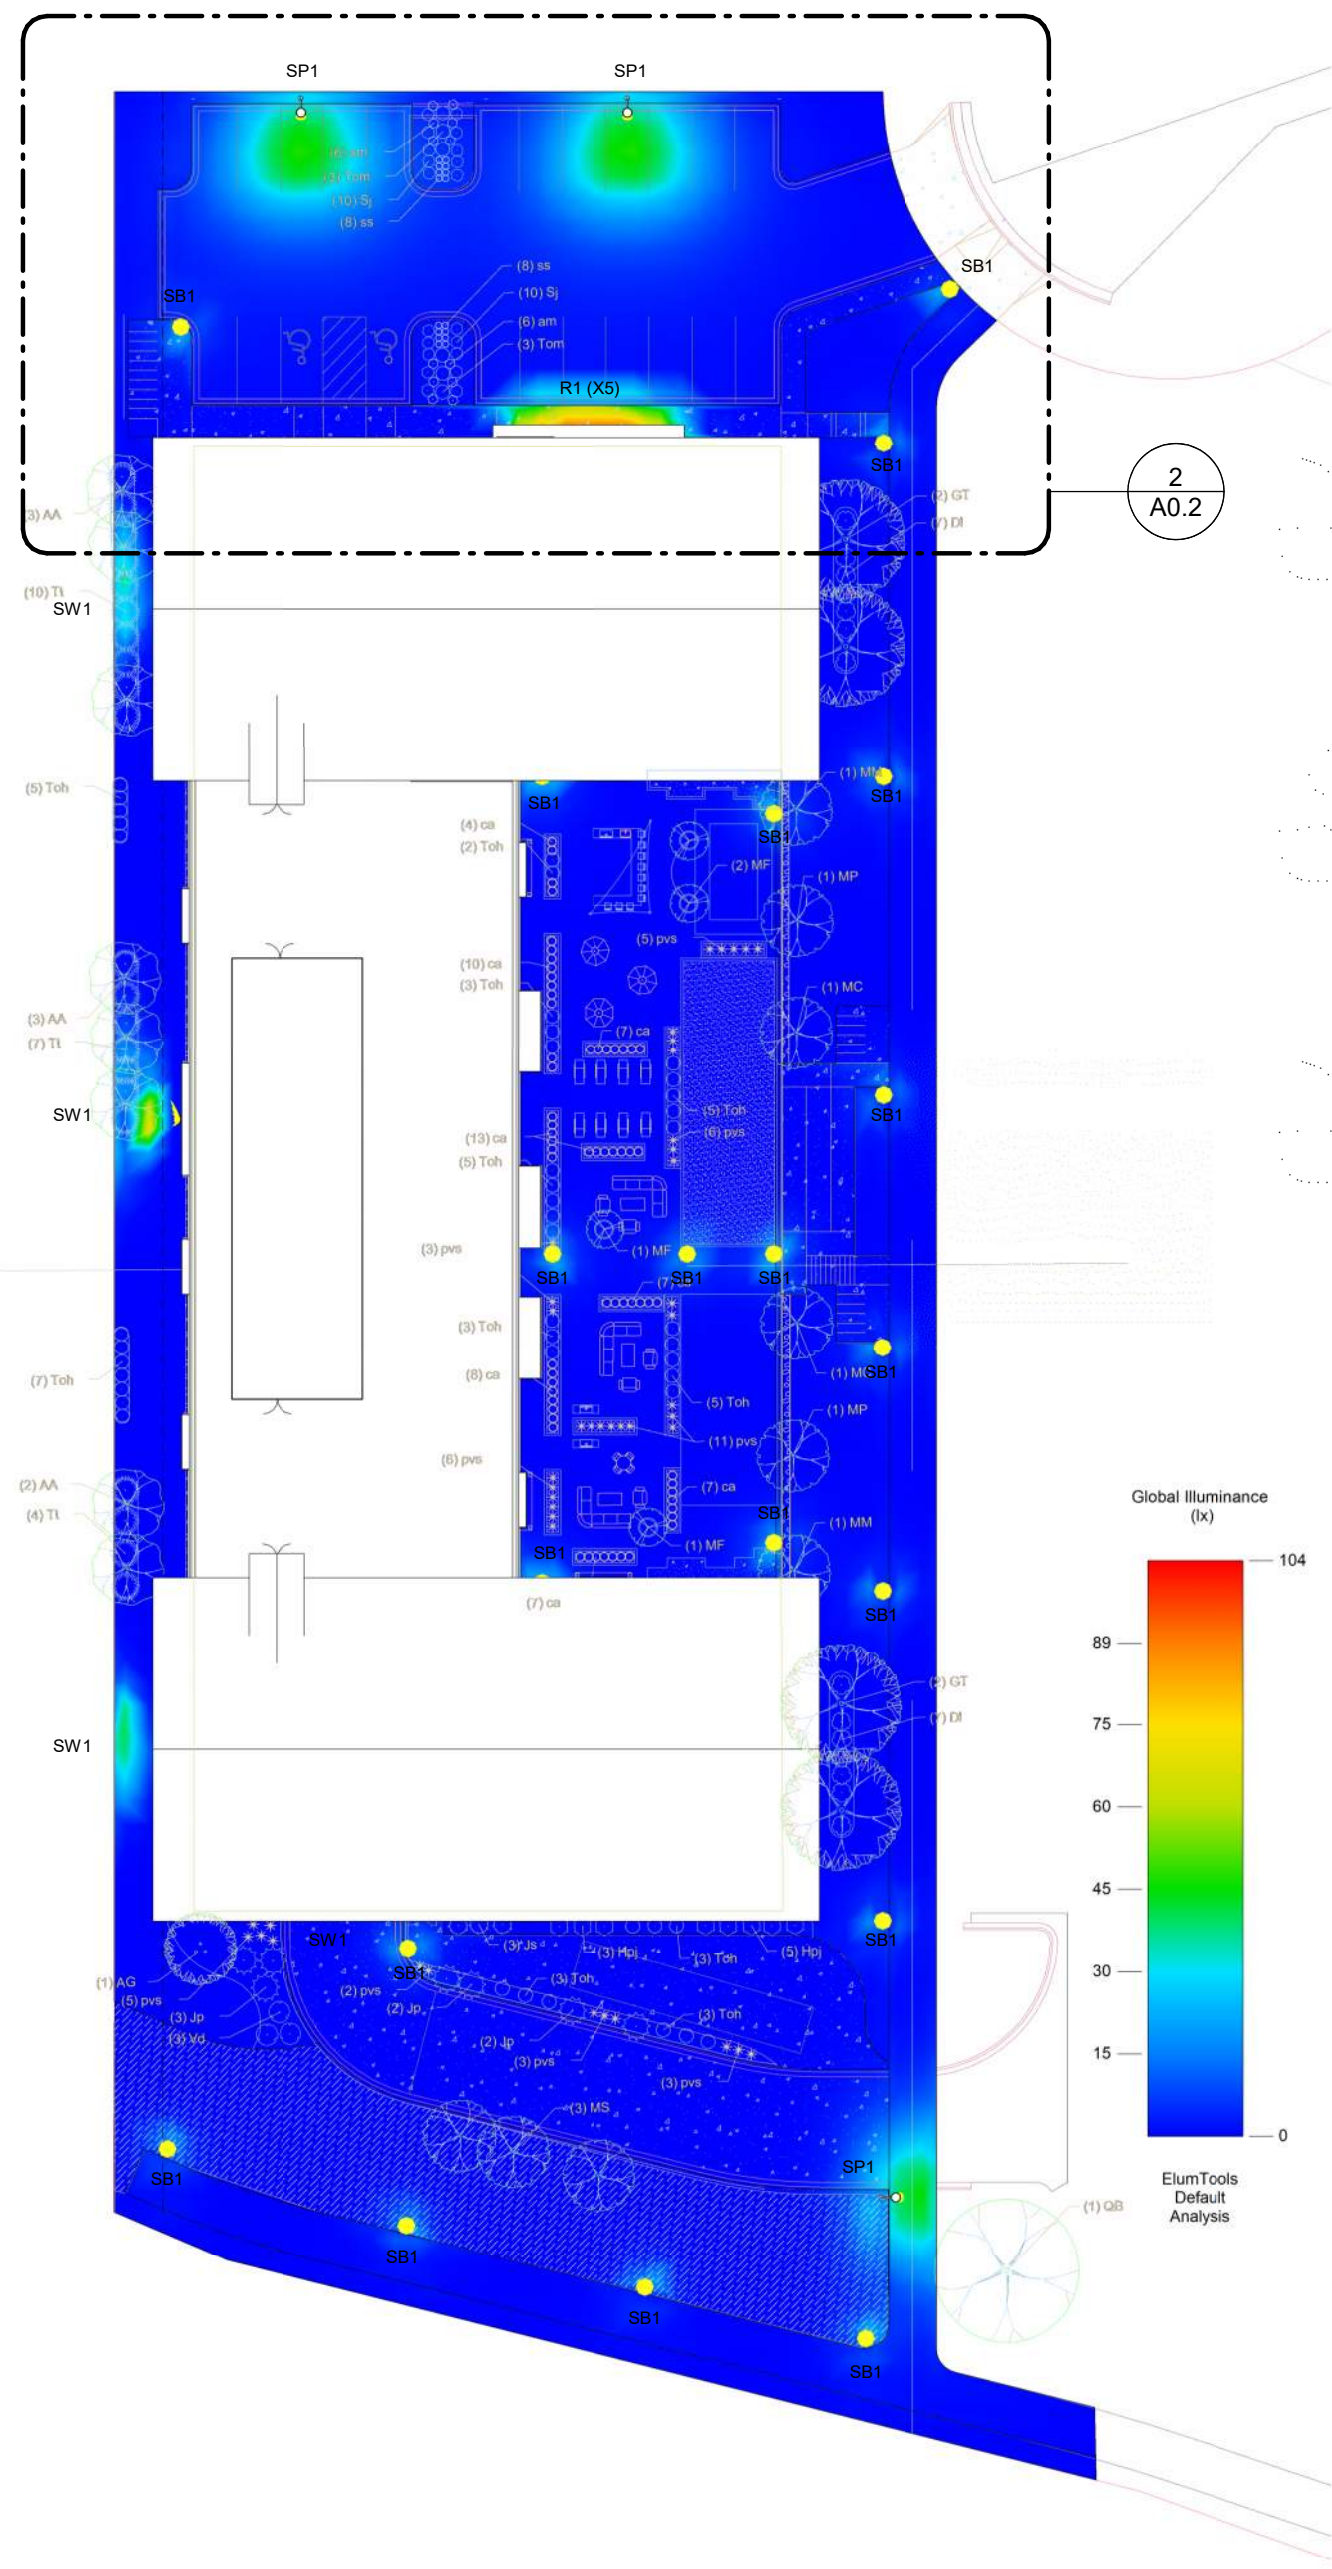 SP1
SP1
(6) am
(3) Tom
(10) Sj
(8) ss
(8) ss
(10) Sj
(6) am
(3) Tom
SB1
SB1
R1 (X5)
SB1
2
A0.2
(3) AA
(2) GT
(7) DI
(10) TI
SW1
(5) Toh
(1) MM
SB1
SB1
SB1
(4) ca
(2) Toh
(2) MF
(1) MP
(5) pvs
(10) ca
(3) Toh
(1) MC
(3) AA
(7) TI
(7) ca
SW1
SB1
(5) Toh
(6) pvs
(13) ca
(5) Toh
(3) pvs
(1) MF
SB1
SB1
SB1
(7)
(3) Toh
(8) ca
(1) MC
SB1
(7) Toh
(5) Toh
(1) MP
(11) pvs
(6) pvs
(2) AA
(4) TI
(7) ca
SB1
(1) MM
(1) MF
SB1
(7) ca
SB1
Global Illuminance
(lx)
104
89
75
60
45
30
15
0
ElumTools
Default
Analysis
(2) GT
(7) DI
SW1
SW1
SB1
(3) Js
(3) Hpj
(3) Toh
(5) Hpj
SB1
(1) AG
(5) pvs
(3) Jp
(3) Vd
(2) pvs
(2) Jp
(3) Toh
(3) Toh
(2) Jp
(3) pvs
(3) pvs
(3) MS
SP1
SB1
(1) QB
SB1
SB1
SB1